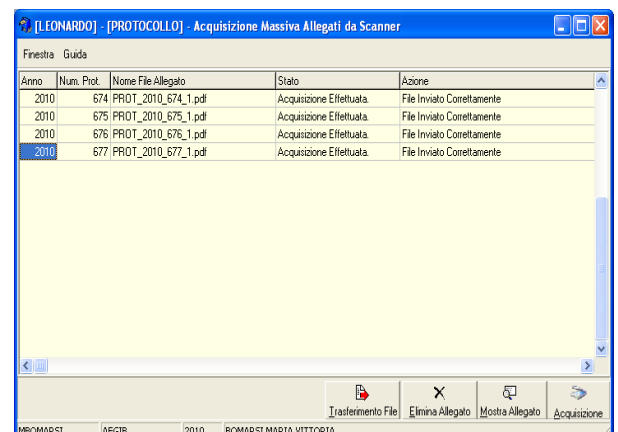 [LEONARDO] - [PROTOCOLLO] - Acquisizione Massiva Allegati da Scanner
Finestra Guida
Anno Num. Prot. Nome File Allegato Stato Azione
2010 674 PROT_2010_674_1.pdf Acquisizione Effettuata. File Inviato Correttamente
2010 675 PROT_2010_675_1.pdf Acquisizione Effettuata. File Inviato Correttamente
2010 676 PROT_2010_676_1.pdf Acquisizione Effettuata. File Inviato Correttamente
2010 677 PROT_2010_677_1.pdf Acquisizione Effettuata. File Inviato Correttamente
Trasferimento File Elimina Allegato Mostra Allegato Acquisizione
2010